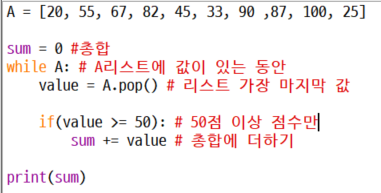 A = [20, 55, 67, 82, 45, 33, 90 ,87, 100, 25]
sum = 0 #총합
while A: # A리스트에 값이 있는 동안
value = A.pop() # 리스트 가장 마지막 값
if(value >= 50): # 50점 이상 점수만
sum += value # 총합에 더하기
print(sum)